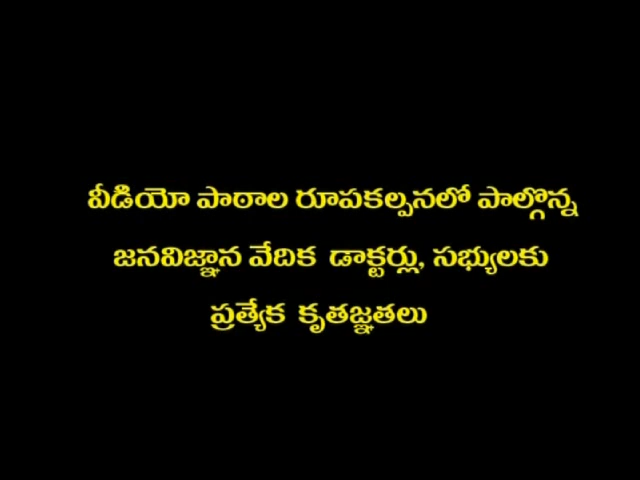 వీడియో పాఠాల రూపకల్పనలో పాల్గొన్న
జనవిజ్ఞాన వేదిక డాక్టర్లు, సభ్యులకు
ప్రత్యేక కృతజ్ఞతలు